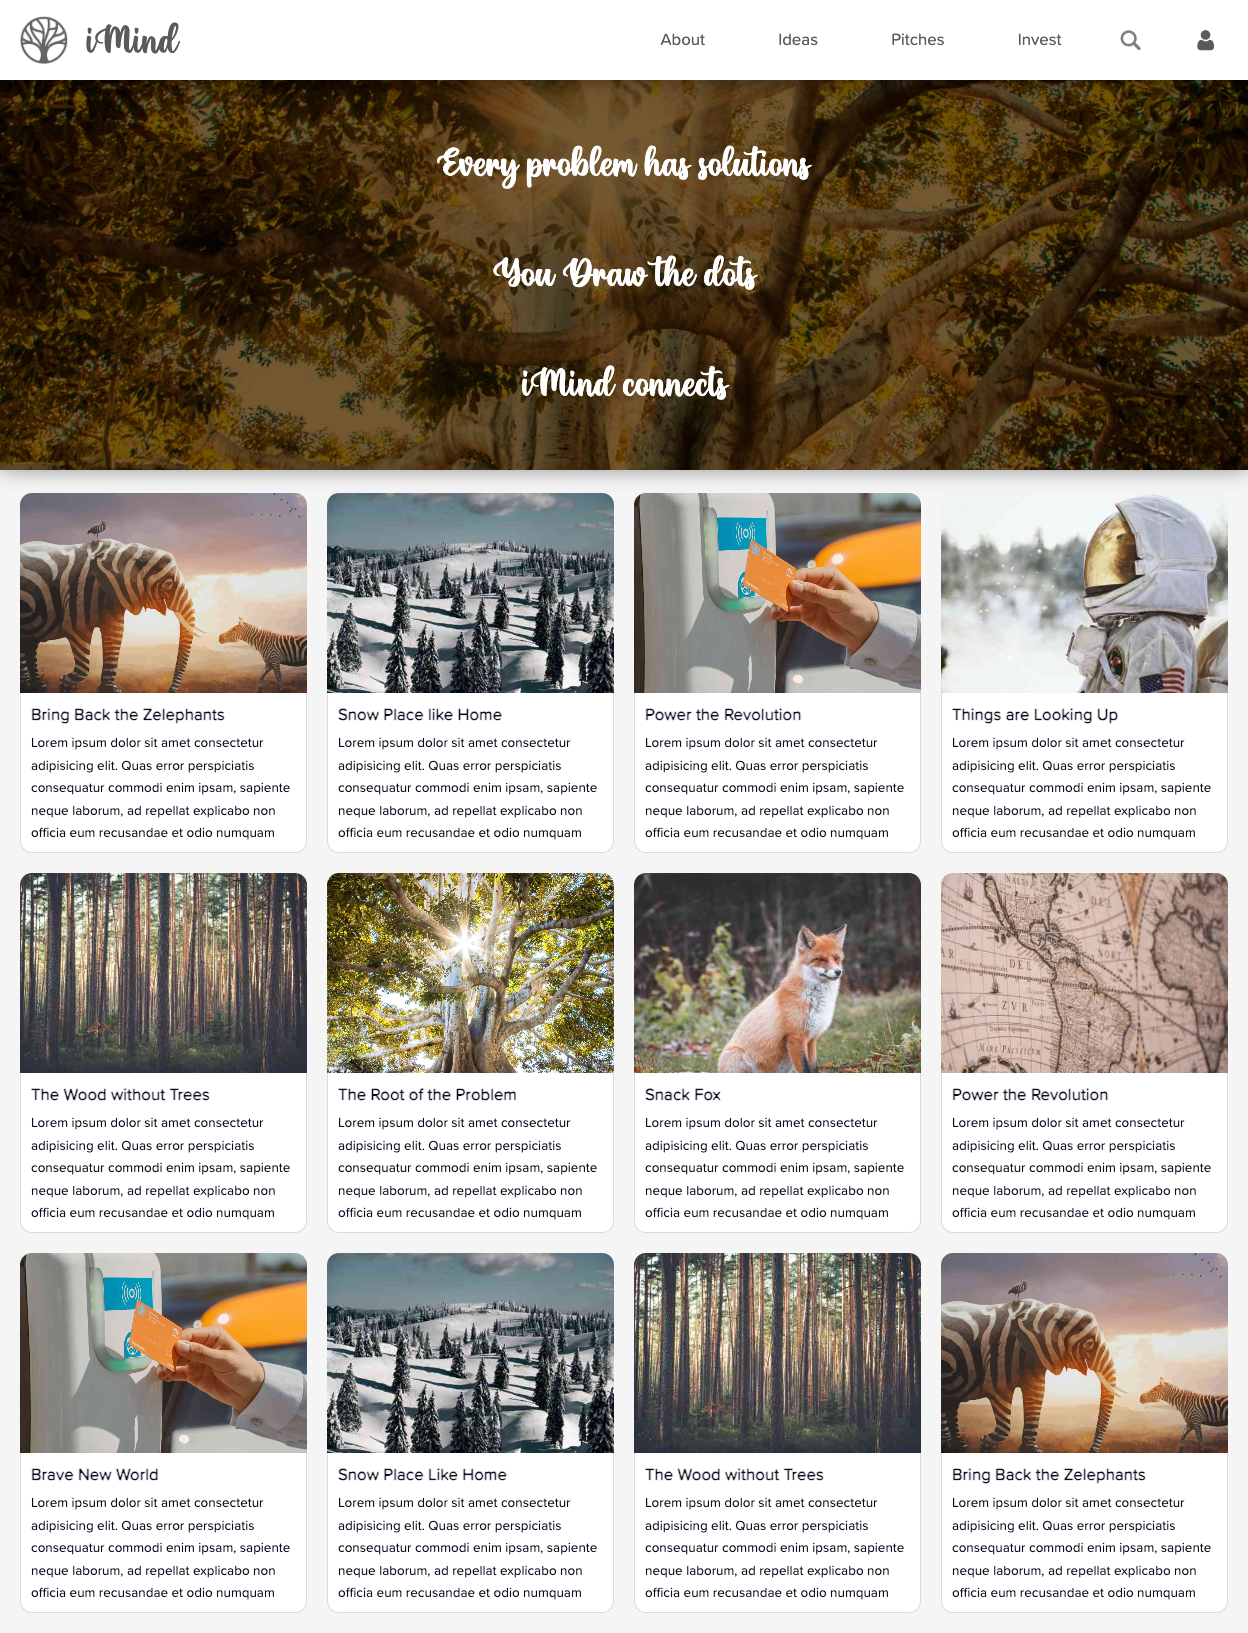 iMind
About Ideas Pitches Invest
Every problem has solutions
You Draw the dots
iMind connects
Bring Back the Zelephants
Lorem ipsum dolor sit amet consectetur
adipisicing elit. Quas error perspiciatis
consequatur commodi enim ipsam, sapiente
neque laborum, ad repellat explicabo non
officia eum recusandae et odio numquam
Snow Place like Home
Lorem ipsum dolor sit amet consectetur
adipisicing elit. Quas error perspiciatis
consequatur commodi enim ipsam, sapiente
neque laborum, ad repellat explicabo non
officia eum recusandae et odio numquam
Power the Revolution
Lorem ipsum dolor sit amet consectetur
adipisicing elit. Quas error perspiciatis
consequatur commodi enim ipsam, sapiente
neque laborum, ad repellat explicabo non
officia eum recusandae et odio numquam
Things are Looking Up
Lorem ipsum dolor sit amet consectetur
adipisicing elit. Quas error perspiciatis
consequatur commodi enim ipsam, sapiente
neque laborum, ad repellat explicabo non
officia eum recusandae et odio numquam
The Wood without Trees
Lorem ipsum dolor sit amet consectetur
adipisicing elit. Quas error perspiciatis
consequatur commodi enim ipsam, sapiente
neque laborum, ad repellat explicabo non
officia eum recusandae et odio numquam
The Root of the Problem
Lorem ipsum dolor sit amet consectetur
adipisicing elit. Quas error perspiciatis
consequatur commodi enim ipsam, sapiente
neque laborum, ad repellat explicabo non
officia eum recusandae et odio numquam
Snack Fox
Lorem ipsum dolor sit amet consectetur
adipisicing elit. Quas error perspiciatis
consequatur commodi enim ipsam, sapiente
neque laborum, ad repellat explicabo non
officia eum recusandae et odio numquam
DEL
NORT
DEL
ZVR
MARE PACIFICUM
Power the Revolution
Lorem ipsum dolor sit amet consectetur
adipisicing elit. Quas error perspiciatis
consequatur commodi enim ipsam, sapiente
neque laborum, ad repellat explicabo non
officia eum recusandae et odio numquam
Brave New World
Lorem ipsum dolor sit amet consectetur
adipisicing elit. Quas error perspiciatis
consequatur commodi enim ipsam, sapiente
neque laborum, ad repellat explicabo non
officia eum recusandae et odio numquam
Snow Place Like Home
Lorem ipsum dolor sit amet consectetur
adipisicing elit. Quas error perspiciatis
consequatur commodi enim ipsam, sapiente
neque laborum, ad repellat explicabo non
officia eum recusandae et odio numquam
The Wood without Trees
Lorem ipsum dolor sit amet consectetur
adipisicing elit. Quas error perspiciatis
consequatur commodi enim ipsam, sapiente
neque laborum, ad repellat explicabo non
officia eum recusandae et odio numquam
Bring Back the Zelephants
Lorem ipsum dolor sit amet consectetur
adipisicing elit. Quas error perspiciatis
consequatur commodi enim ipsam, sapiente
neque laborum, ad repellat explicabo non
officia eum recusandae et odio numquam